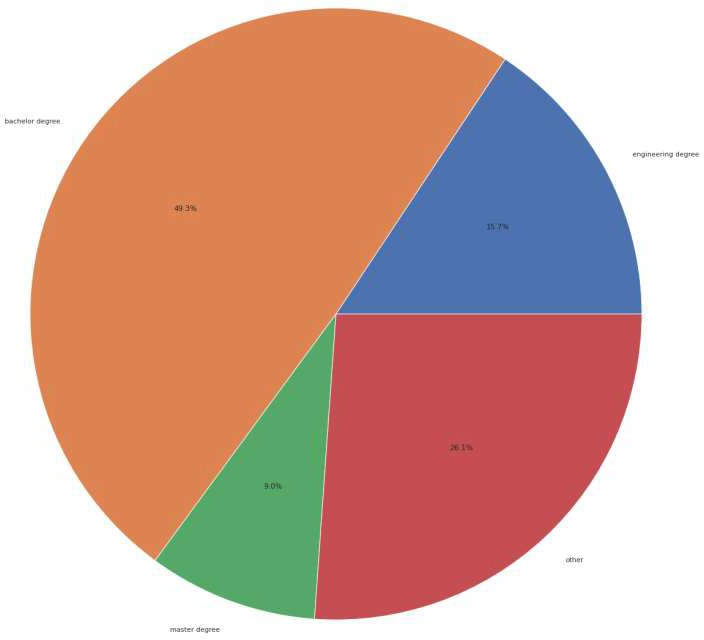 bachelor degree
engineering degree
49.3%
15.7%
26.1%
9.0%
other
master degree